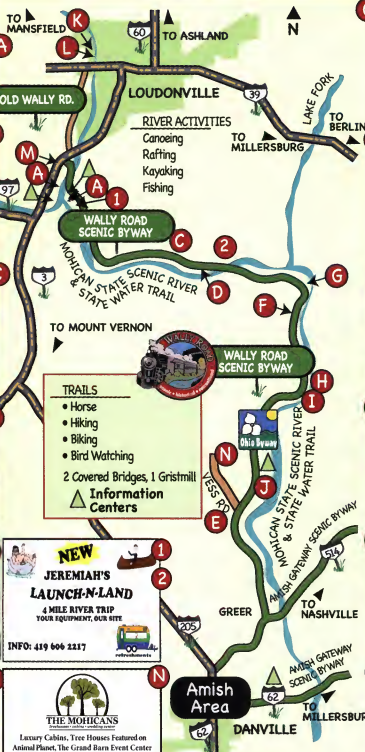 TO
MANSFIELD
K
L
A
60
TO ASHLAND
N
39
LOUDONVILLE
OLD WALLY RD.
RIVER ACTIVITIES
Canoeing
Rafting
Kayaking
Fishing
TO
MILLERSBURG
LAKE FORK
TO
BERLIN
M
A
97
A
1
WALLY ROAD
SCENIC BYWAY
C
2
MOHICAN STATE SCENIC RIVER
& STATE WATER TRAIL
D
G
F
3
TO MOUNT VERNON
WALLY ROAD
WALLY ROAD
SCENIC BYWAY
TRAILS
• Horse
• Hiking
• Biking
• Bird Watching
2 Covered Bridges, 1 Gristmill
Information
Centers
H
I
Ohio Byway
N
VESS RD
J
E
MOHICAN STATE SCENIC RIVER
& STATE WATER TRAIL
AMISH GATEWAY SCENIC BYWAY
514
NEW
JEREMIAH'S
LAUNCH-N-LAND
4 MILE RIVER TRIP
YOUR EQUIPMENT, OUR SITE
INFO: 419 606 2217
refreshments
1
2
GREER
TO
NASHVILLE
205
AMISH GATEWAY
SCENIC BYWAY
Amish
Area
62
TO
MILLERSBUR
DANVILLE
62
N
THE MOHICANS
Luxury Cabins, Tree Houses Featured on
Animal Planet, The Grand Barn Event Center